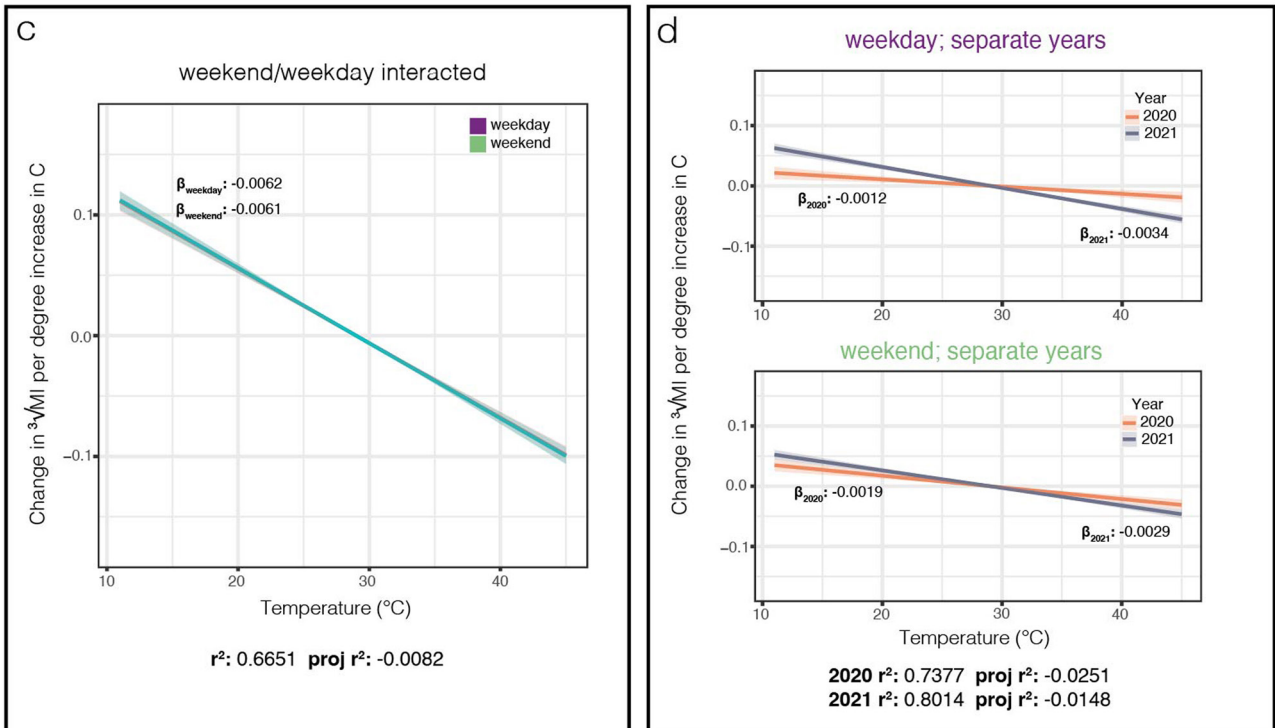 c
weekend/weekday interacted
weekday
weekend
βweekday: -0.0062
βweekend: -0.0061
0.1
0.0
−0.1
Change in ³√MI per degree increase in C
10 20 30 40
Temperature (°C)
r²: 0.6651 proj r²: -0.0082
d
weekday; separate years
Year
2020
2021
0.1
0.0
−0.1
β2020: -0.0012
β2021: -0.0034
10 20 30 40
weekend; separate years
Year
2020
2021
0.1
0.0
−0.1
β2020: -0.0019
β2021: -0.0029
Change in ³√MI per degree increase in C
10 20 30 40
Temperature (°C)
2020 r²: 0.7377 proj r²: -0.0251
2021 r²: 0.8014 proj r²: -0.0148